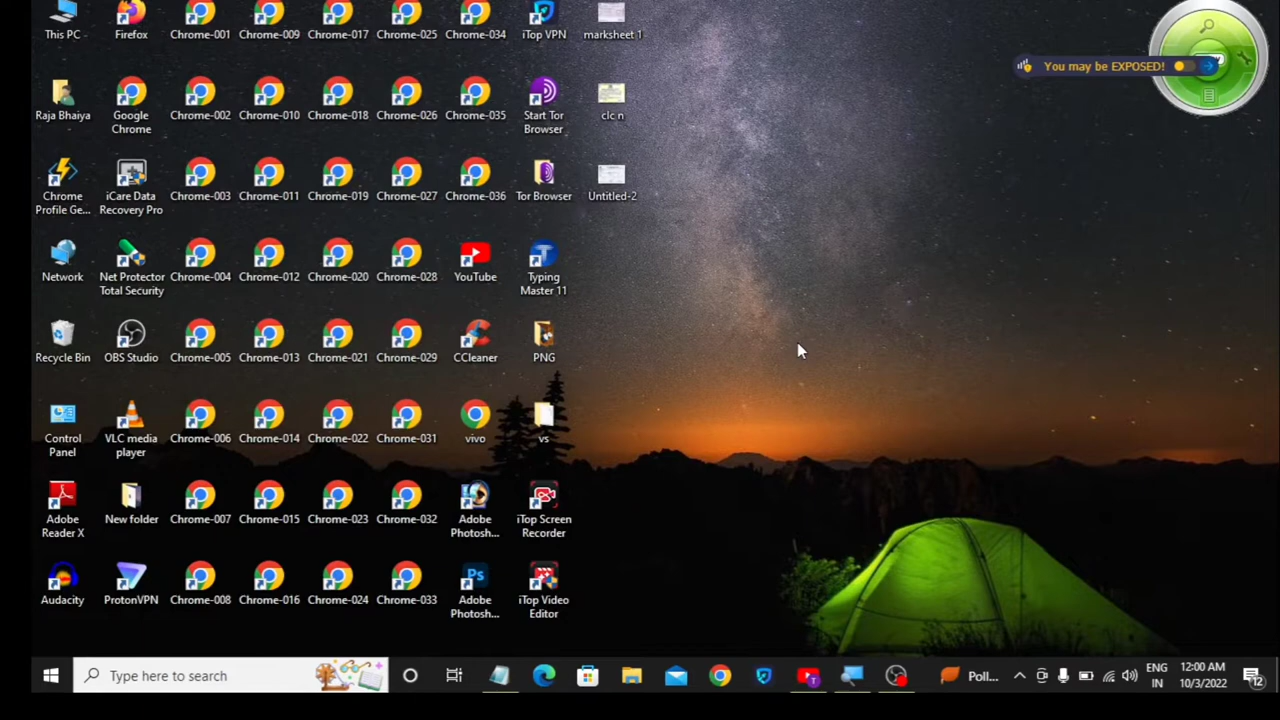 This PC
Firefox
Chrome-001
Chrome-009
Chrome-017
Chrome-025
Chrome-034
iTop VPN
marksheet 1
You may be EXPOSED!
Raja Bhaiya
Google
Chrome
Chrome-002
Chrome-010
Chrome-018
Chrome-026
Chrome-035
Start Tor
Browser
clc n
Chrome
Profile Ge...
iCare Data
Recovery Pro
Chrome-003
Chrome-011
Chrome-019
Chrome-027
Chrome-036
Tor Browser
Untitled-2
Network
Net Protector
Total Security
Chrome-004
Chrome-012
Chrome-020
Chrome-028
YouTube
Typing
Master 11
Recycle Bin
OBS Studio
Chrome-005
Chrome-013
Chrome-021
Chrome-029
CCleaner
PNG
Control
Panel
VLC media
player
Chrome-006
Chrome-014
Chrome-022
Chrome-031
vivo
vs
Adobe
Reader X
New folder
Chrome-007
Chrome-015
Chrome-023
Chrome-032
Adobe
Photosh...
iTop Screen
Recorder
Audacity
ProtonVPN
Chrome-008
Chrome-016
Chrome-024
Chrome-033
Ps
Adobe
Photosh...
iTop Video
Editor
Type here to search
Poll...
ENG
IN
12:00 AM
10/3/2022
12